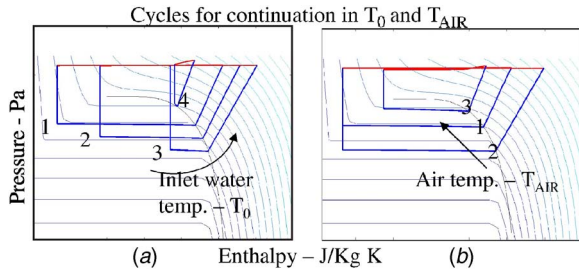 Cycles for continuation in T0 and TAIR
Pressure - Pa
1
2
3
4
Inlet water
temp. – T0
3
1
2
Air temp. – TAIR
(a)
Enthalpy – J/Kg K
(b)